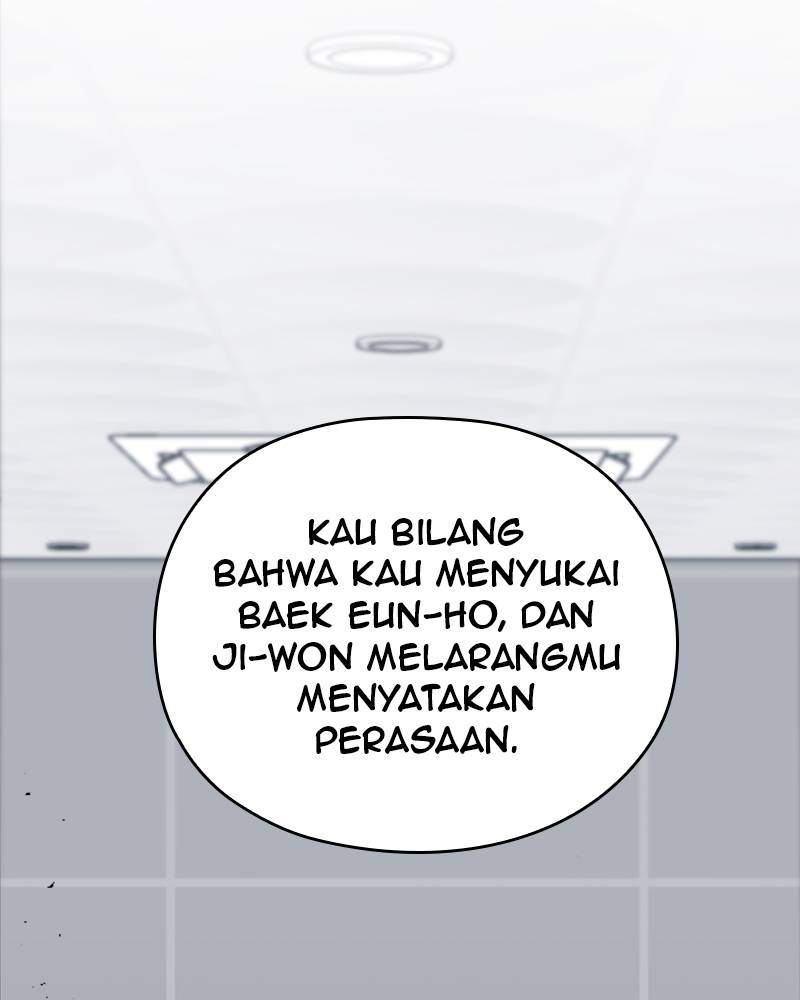 KAU BILANG
BAHWA KAU MENYUKAI
BAEK EUN-HO, DAN
JI-WON MELARANGMU
MENYATAKAN
PERASAAN.